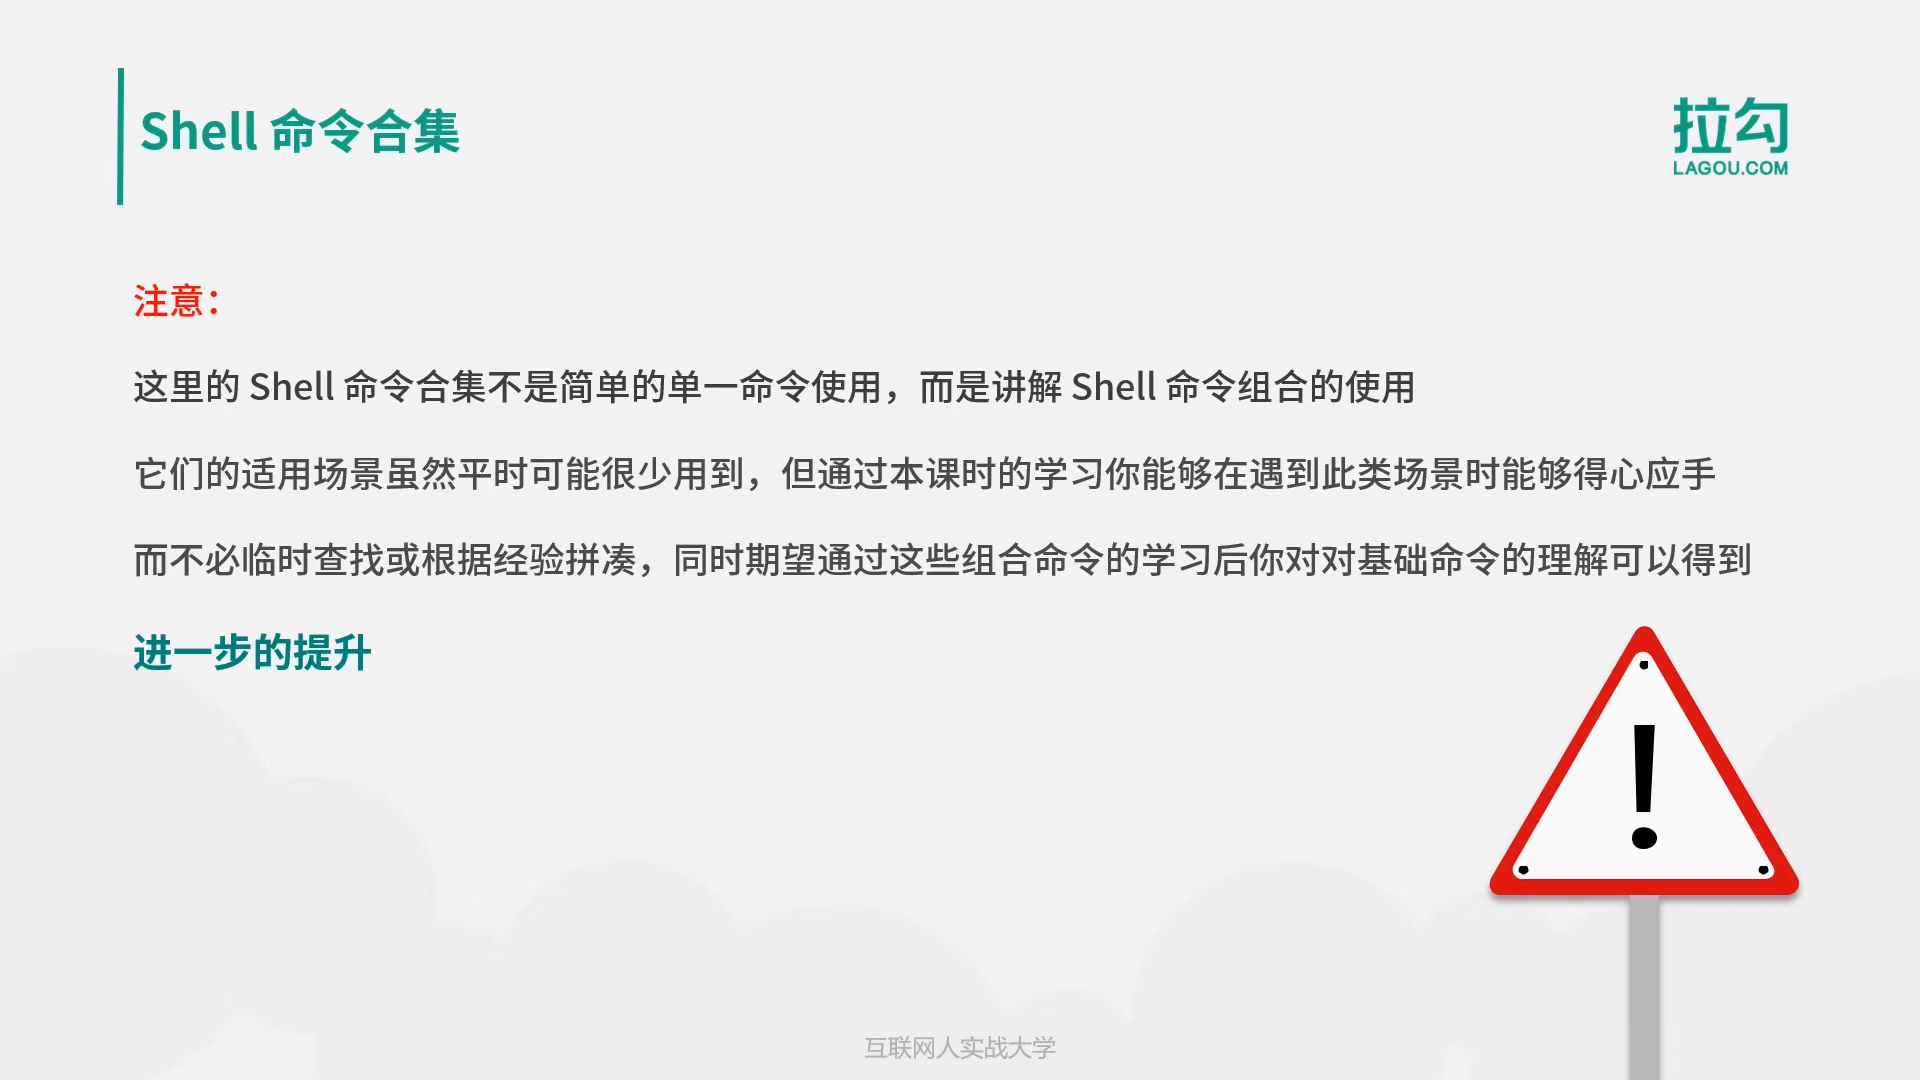 Shell 命令合集
拉勾
LAGOU.COM
注意：
这里的 Shell 命令合集不是简单的单一命令使用，而是讲解 Shell 命令组合的使用
它们的适用场景虽然平时可能很少用到，但通过本课时的学习你能够在遇到此类场景时能够得心应手
而不必临时查找或根据经验拼凑，同时期望通过这些组合命令的学习后你对对基础命令的理解可以得到
进一步的提升
!
互联网人实战大学